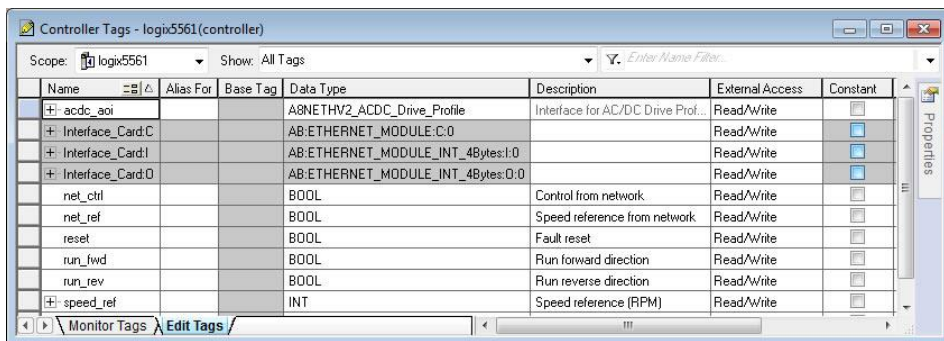 Controller Tags - logix5561(controller)
Scope: logix5561 Show: All Tags Enter Name Filter...
Name Alias For Base Tag Data Type Description External Access Constant
acdc_aoi A8NETHV2_ACDC_Drive_Profile Interface for AC/DC Drive Prof... Read/Write
Interface_Card:C AB:ETHERNET_MODULE:C:0 Read/Write
Interface_Card:I AB:ETHERNET_MODULE_INT_4Bytes:I:0 Read/Write
Interface_Card:O AB:ETHERNET_MODULE_INT_4Bytes:O:0 Read/Write
net_ctrl BOOL Control from network Read/Write
net_ref BOOL Speed reference from network Read/Write
reset BOOL Fault reset Read/Write
run_fwd BOOL Run forward direction Read/Write
run_rev BOOL Run reverse direction Read/Write
speed_ref INT Speed reference (RPM) Read/Write
Monitor Tags Edit Tags
Properties